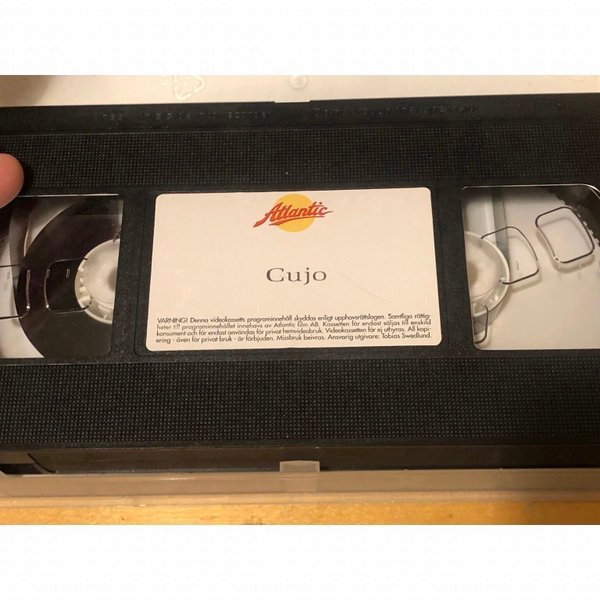 Atlantic
Cujo
VARNING! Denna videokassetts programinnehåll skyddas enligt upphovsrättslagen. Samtliga rättig-
heter till programinnehållet innehavs av Atlantic film AB. Kassetten får endast säljas till enskild
konsument och får endast användas för privat hemvideobruk. Videokassetten får ej uthyras. All kopi-
ering - även för privat bruk - är förbjuden. Missbruk beivras. Ansvarig utgivare: Tobias Swedlund.